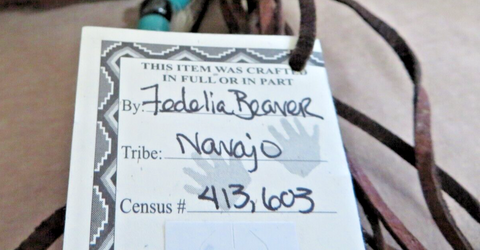 THIS ITEM WAS CRAFTED
IN FULL OR IN PART
By: Fedelia Beaver
Tribe: Navajo
Census # 413,603